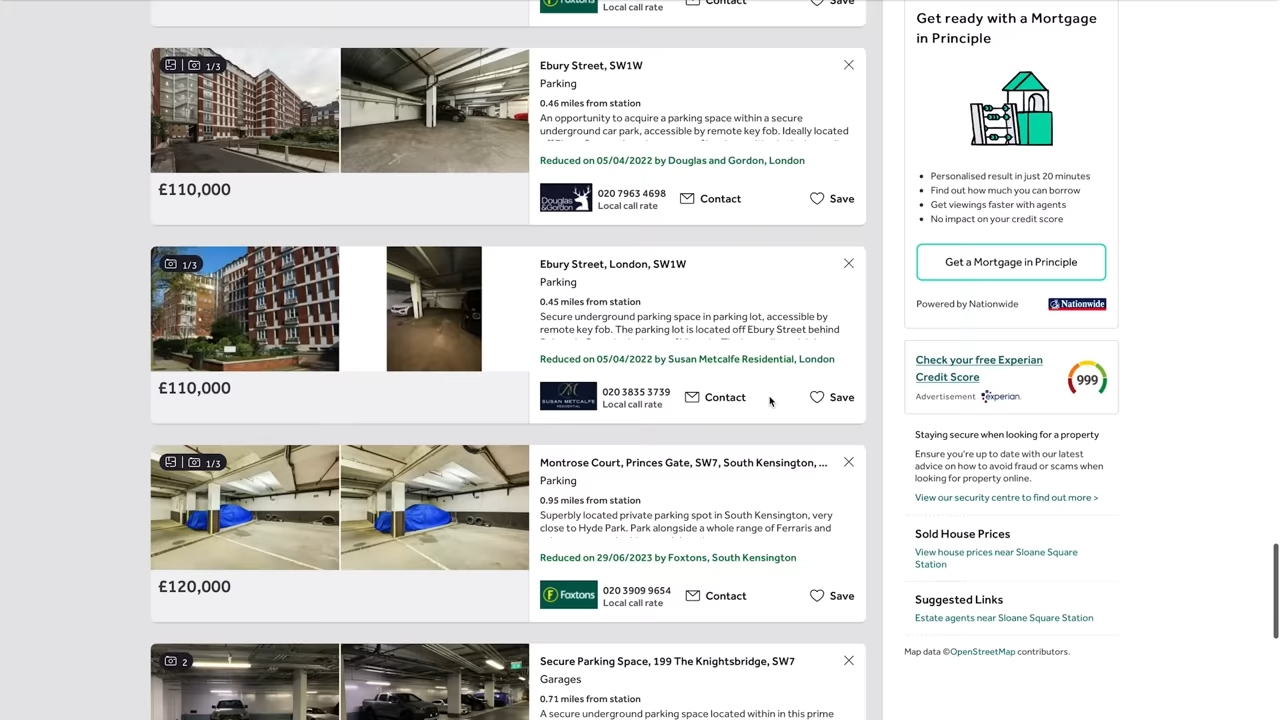 Local call rate
Contact
Save
1/3
Ebury Street, SW1W
Parking
0.46 miles from station
An opportunity to acquire a parking space within a secure
underground car park, accessible by remote key fob. Ideally located
Reduced on 05/04/2022 by Douglas and Gordon, London
£110,000
Douglas
&Gordon
020 7963 4698
Local call rate
Contact
Save
1/3
Ebury Street, London, SW1W
Parking
0.45 miles from station
Secure underground parking space in parking lot, accessible by
remote key fob. The parking lot is located off Ebury Street behind
Reduced on 05/04/2022 by Susan Metcalfe Residential, London
£110,000
SUSAN METCALFE
RESIDENTIAL
020 3835 3739
Local call rate
Contact
Save
1/3
Montrose Court, Princes Gate, SW7, South Kensington, ...
Parking
0.95 miles from station
Superbly located private parking spot in South Kensington, very
close to Hyde Park. Park alongside a whole range of Ferraris and
Reduced on 29/06/2023 by Foxtons, South Kensington
£120,000
Foxtons
020 3909 9654
Local call rate
Contact
Save
2
Secure Parking Space, 199 The Knightsbridge, SW7
Garages
0.71 miles from station
A secure underground parking space located within in this prime
Get ready with a Mortgage
in Principle
Personalised result in just 20 minutes
Find out how much you can borrow
Get viewings faster with agents
No impact on your credit score
Get a Mortgage in Principle
Powered by Nationwide
Nationwide
Check your free Experian
Credit Score
999
Advertisement
experian.
Staying secure when looking for a property
Ensure you're up to date with our latest
advice on how to avoid fraud or scams when
looking for property online.
View our security centre to find out more >
Sold House Prices
View house prices near Sloane Square
Station
Suggested Links
Estate agents near Sloane Square Station
Map data ©OpenStreetMap contributors.